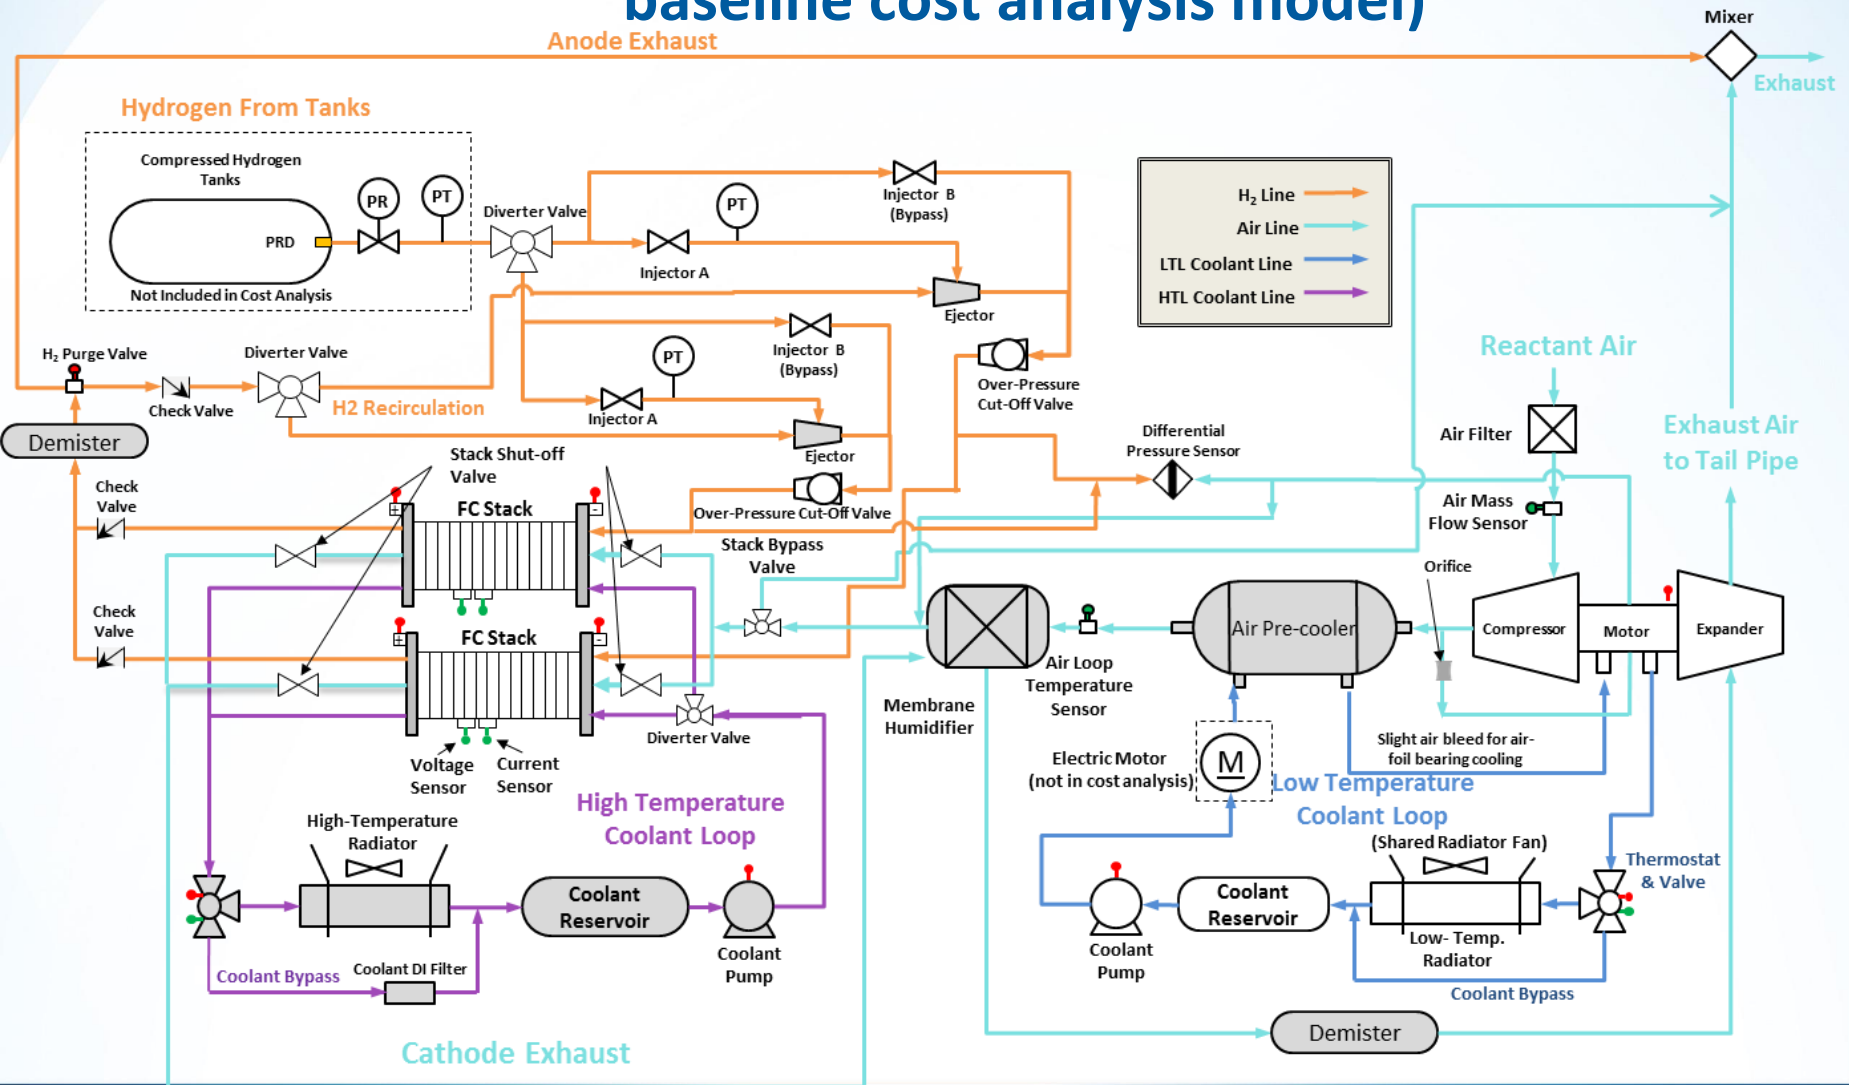 baseline cost analysis model)
Mixer
Anode Exhaust
Exhaust
Hydrogen From Tanks
Compressed Hydrogen
Tanks
PR
PT
PRD
Not Included in Cost Analysis
Diverter Valve
Injector B
(Bypass)
PT
Injector A
Ejector
H₂ Line
Air Line
LTL Coolant Line
HTL Coolant Line
H₂ Purge Valve
Diverter Valve
Check Valve
H2 Recirculation
Injector B
(Bypass)
PT
Injector A
Ejector
Over-Pressure
Cut-Off Valve
Reactant Air
Air Filter
Exhaust Air
to Tail Pipe
Demister
Differential
Pressure Sensor
Stack Shut-off
Valve
Check
Valve
+
FC Stack
-
Over-Pressure Cut-Off Valve
Air Mass
Flow Sensor
Stack Bypass
Valve
Orifice
Check
Valve
+
FC Stack
-
Air Pre-cooler
Compressor
Motor
Expander
Air Loop
Temperature
Sensor
Membrane
Humidifier
Diverter Valve
Voltage
Sensor
Current
Sensor
Electric Motor
(not in cost analysis)
M
Slight air bleed for air-
foil bearing cooling
Low Temperature
Coolant Loop
High Temperature
Coolant Loop
High-Temperature
Radiator
(Shared Radiator Fan)
Thermostat
& Valve
Coolant
Reservoir
Coolant
Pump
Coolant
Reservoir
Coolant
Pump
Low- Temp.
Radiator
Coolant Bypass
Coolant DI Filter
Coolant Bypass
Cathode Exhaust
Demister